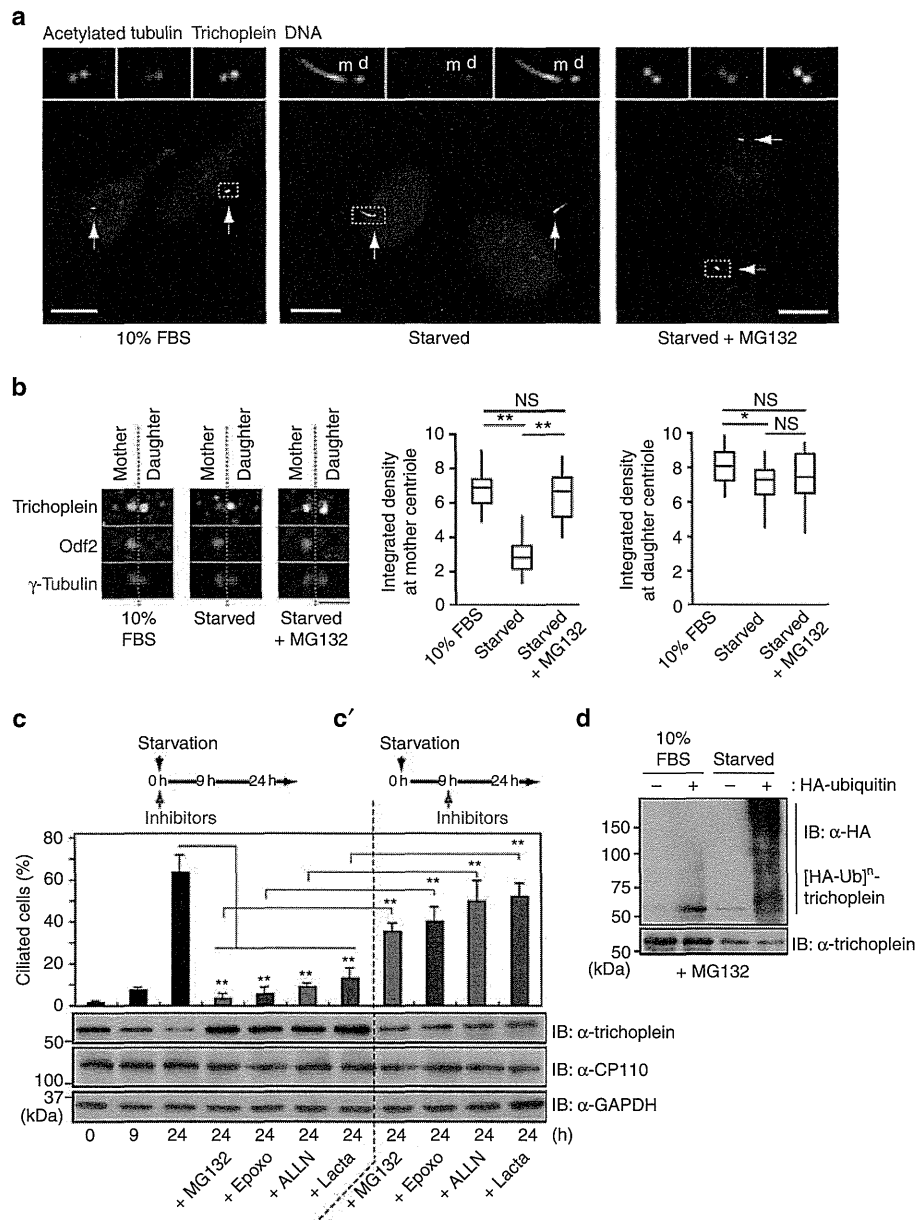 a
Acetylated tubulin Trichoplein DNA
m d
m d
m d
10% FBS
Starved
Starved + MG132
b
Mother
Daughter
Mother
Daughter
Mother
Daughter
Trichoplein
Odf2
γ-Tubulin
10% FBS
Starved
Starved + MG132
Integrated density at mother centriole
10
8
6
4
2
0
NS
**
**
10% FBS
Starved
Starved + MG132
Integrated density at daughter centriole
10
8
6
4
2
0
NS
*
NS
10% FBS
Starved
Starved + MG132
c
Starvation
0 h 9 h 24 h
Inhibitors
c′
Starvation
0 h 9 h 24 h
Inhibitors
Ciliated cells (%)
80
60
40
20
0
** ** ** ** ** ** ** **
IB: α-trichoplein
50
IB: α-CP110
100
37
(kDa)
IB: α-GAPDH
0 9 24 24 24 24 24 24 24 24 24 (h)
+ MG132
+ Epoxo
+ ALLN
+ Lacta
+ MG132
+ Epoxo
+ ALLN
+ Lacta
d
10% FBS
Starved
− + − + : HA-ubiquitin
150
100
75
50
IB: α-HA
[HA-Ub]ⁿ-trichoplein
50
(kDa)
IB: α-trichoplein
+ MG132